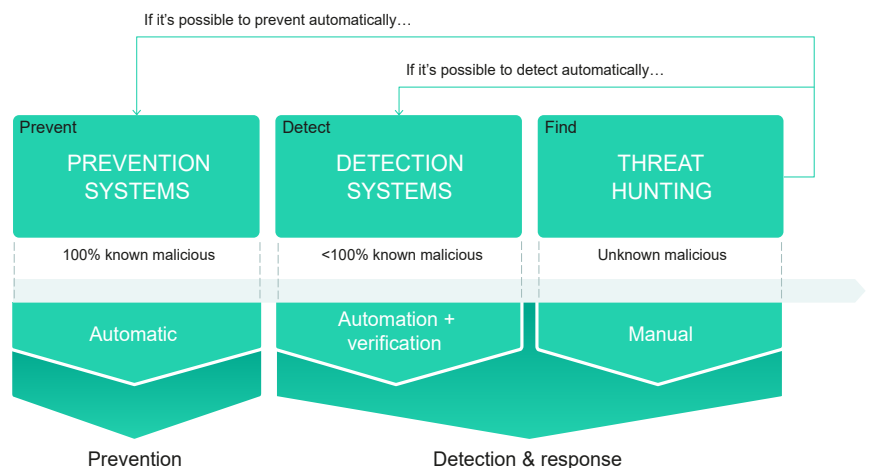 If it's possible to prevent automatically…
If it's possible to detect automatically…
Prevent
PREVENTION
SYSTEMS
Detect
DETECTION
SYSTEMS
Find
THREAT
HUNTING
100% known malicious
<100% known malicious
Unknown malicious
Automatic
Automation +
verification
Manual
Prevention
Detection & response